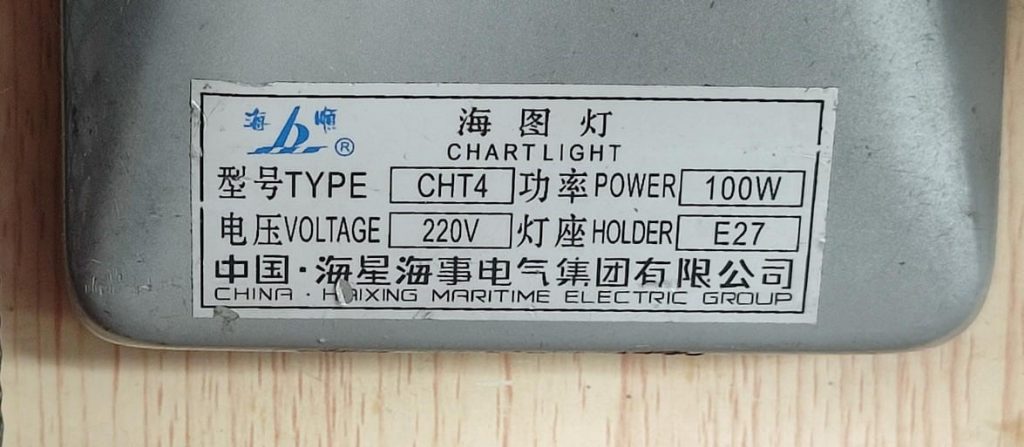 海顺®
海图灯
CHARTLIGHT
型号TYPE CHT4 功率POWER 100W
电压VOLTAGE 220V 灯座HOLDER E27
中国·海星海事电气集团有限公司
CHINA · HAIXING MARITIME ELECTRIC GROUP